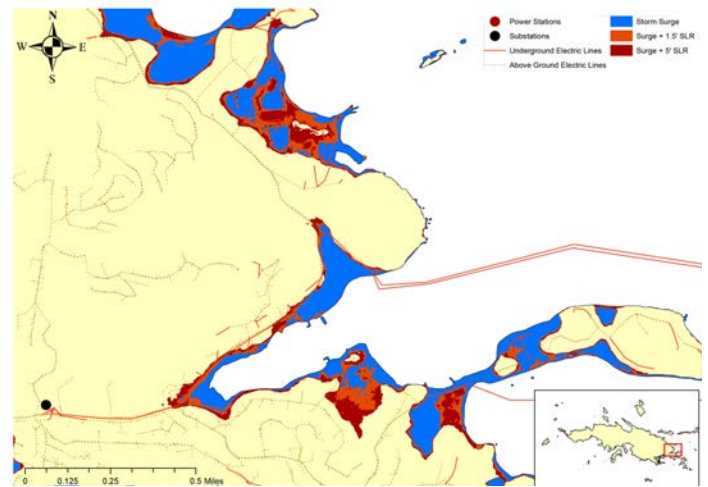 N
W E
S
Power Stations
Substations
Underground Electric Lines
Above Ground Electric Lines
Storm Surge
Surge + 1.5' SLR
Surge + 5' SLR
0 0.125 0.25 0.5 Miles